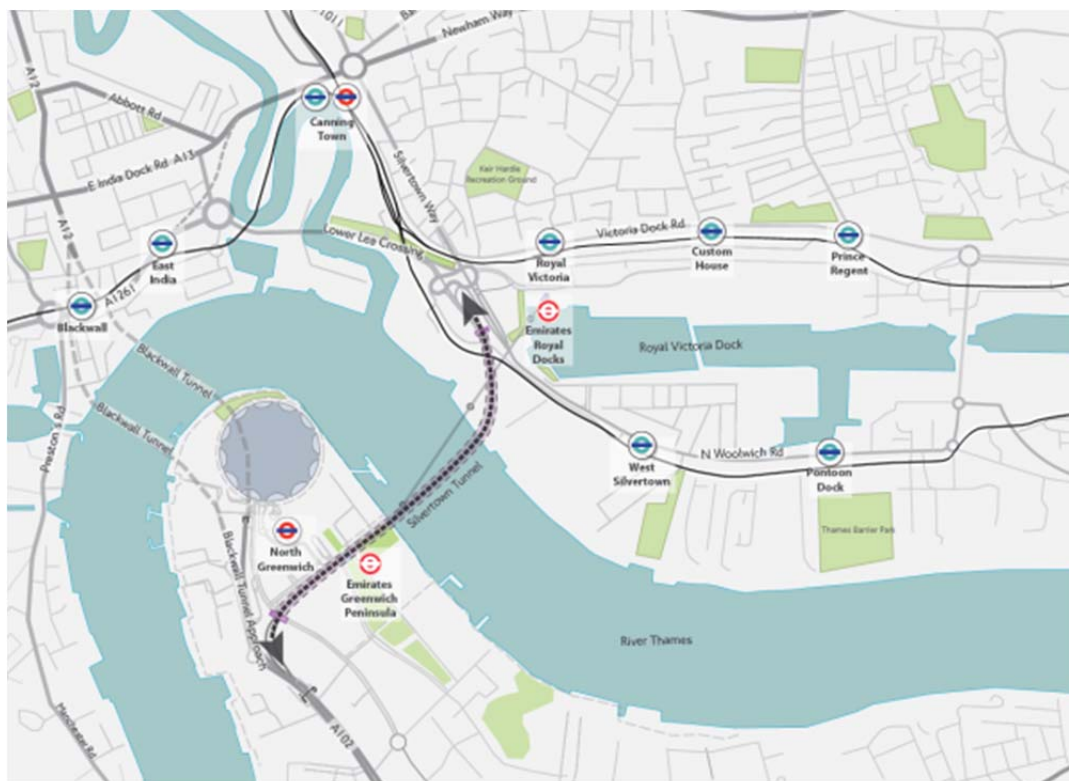 Newham Way
A12
Abbott Rd
Canning
Town
E India Dock Rd A13
Silvertown Way
Keir Hardie
Recreation Ground
A12
Lower Lea Crossing
Victoria Dock Rd
East
India
Royal
Victoria
Custom
House
Prince
Regent
A1261
Blackwall
Emirates
Royal
Docks
Royal Victoria Dock
Blackwall Tunnel
Blackwall Tunnel
Preston's Rd
West
Silvertown
N Woolwich Rd
Pontoon
Dock
Silvertown Tunnel
Thames Barrier Park
North
Greenwich
Blackwall Tunnel Approach
Emirates
Greenwich
Peninsula
River Thames
A102
Manchester Rd